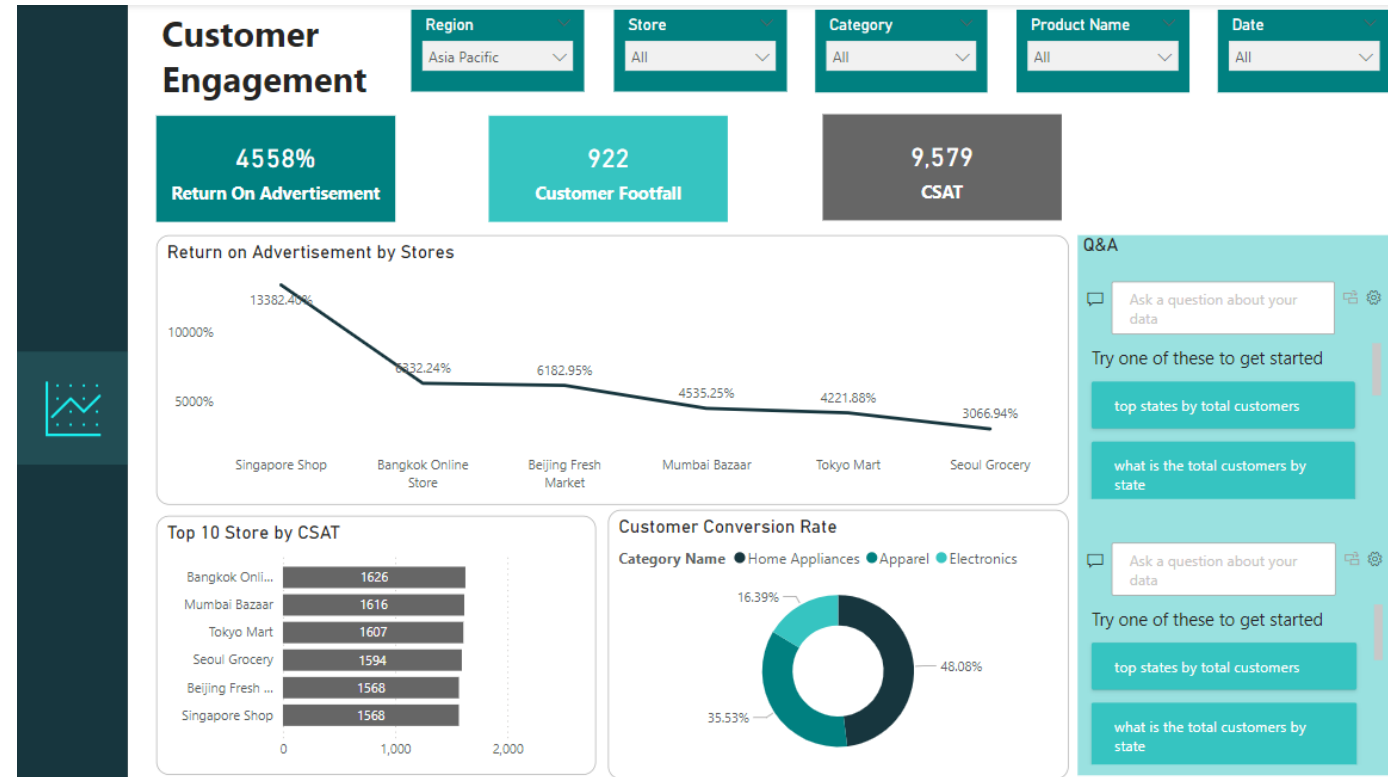 Customer
Engagement
Region
Asia Pacific
Store
All
Category
All
Product Name
All
Date
All
4558%
Return On Advertisement
922
Customer Footfall
9,579
CSAT
Return on Advertisement by Stores
10000%
5000%
13382.40%
6332.24%
6182.95%
4535.25%
4221.88%
3066.94%
Singapore Shop
Bangkok Online
Store
Beijing Fresh
Market
Mumbai Bazaar
Tokyo Mart
Seoul Grocery
Q&A
Ask a question about your
data
Try one of these to get started
top states by total customers
what is the total customers by
state
Top 10 Store by CSAT
Bangkok Onli...
1626
Mumbai Bazaar
1616
Tokyo Mart
1607
Seoul Grocery
1594
Beijing Fresh ...
1568
Singapore Shop
1568
0
1,000
2,000
Customer Conversion Rate
Category Name
Home Appliances
Apparel
Electronics
16.39%
48.08%
35.53%
Ask a question about your
data
Try one of these to get started
top states by total customers
what is the total customers by
state